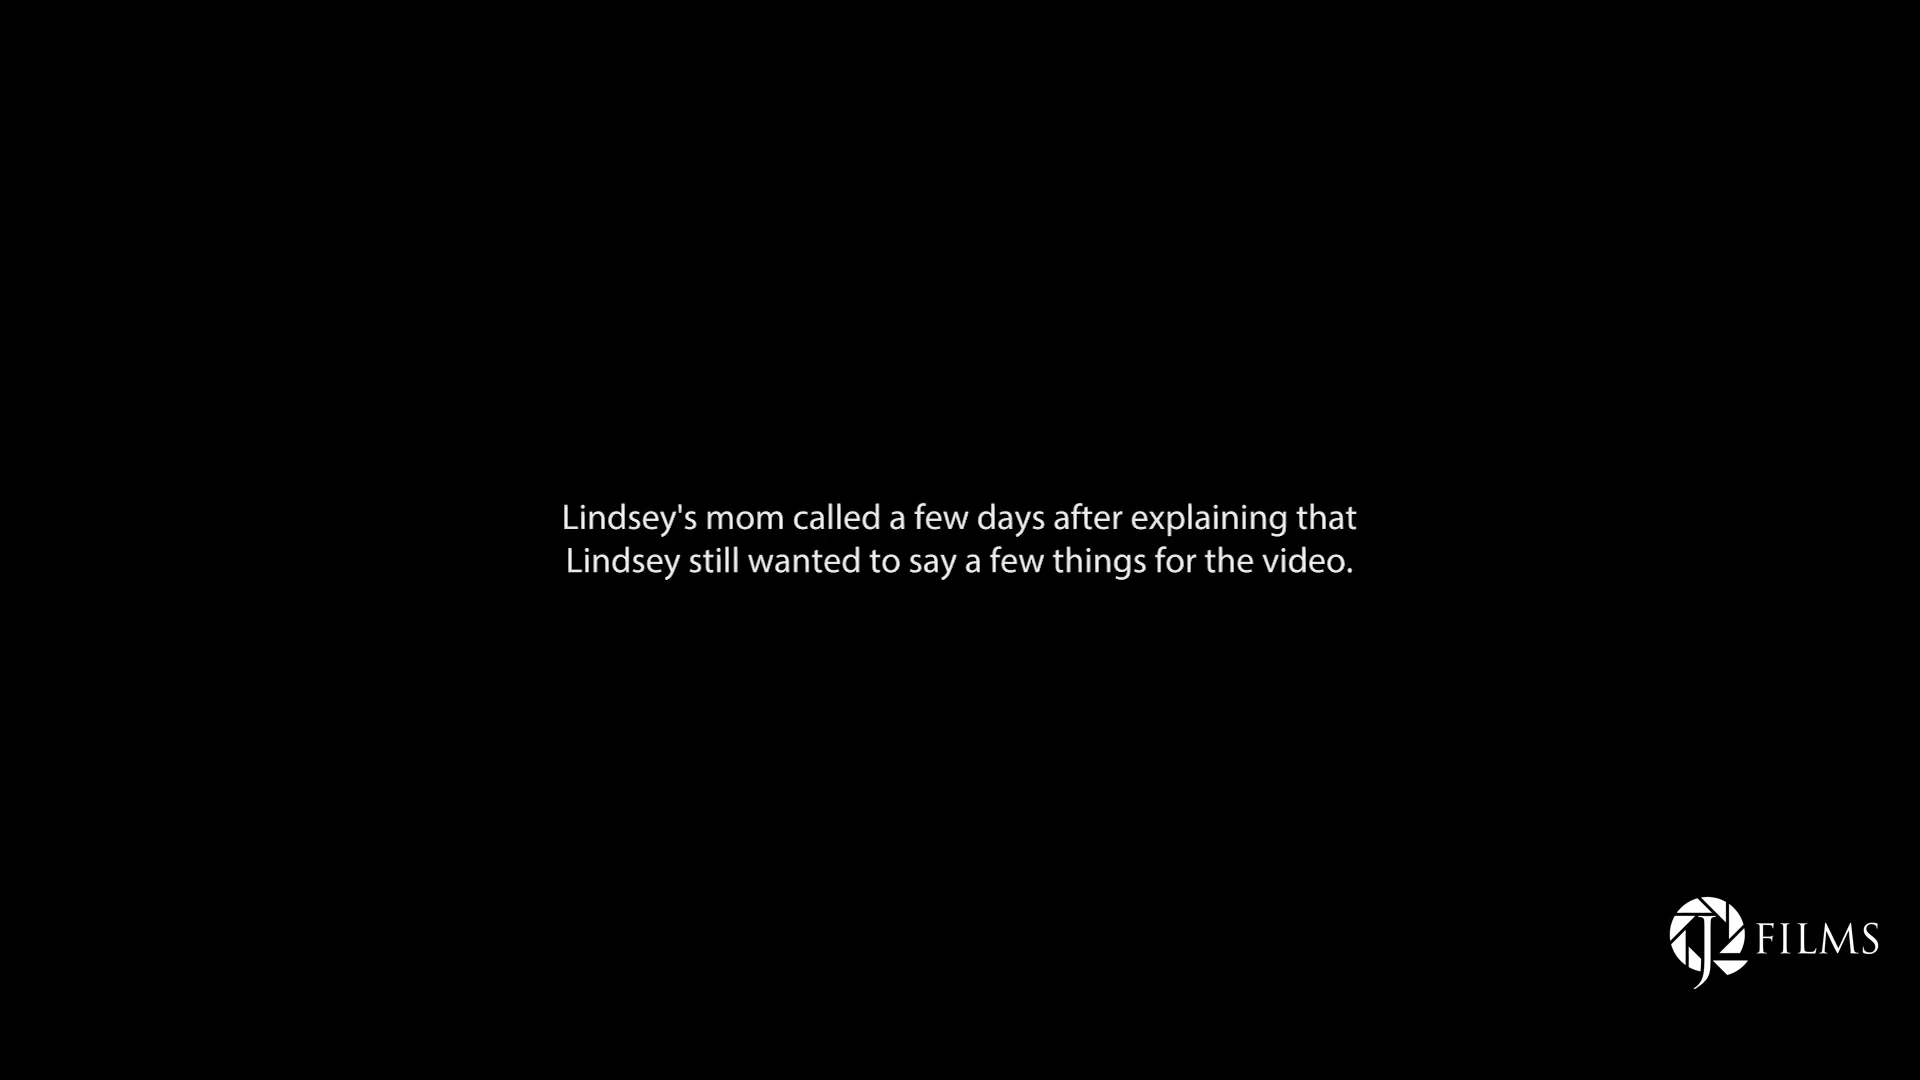 Lindsey's mom called a few days after explaining that
Lindsey still wanted to say a few things for the video.
J FILMS